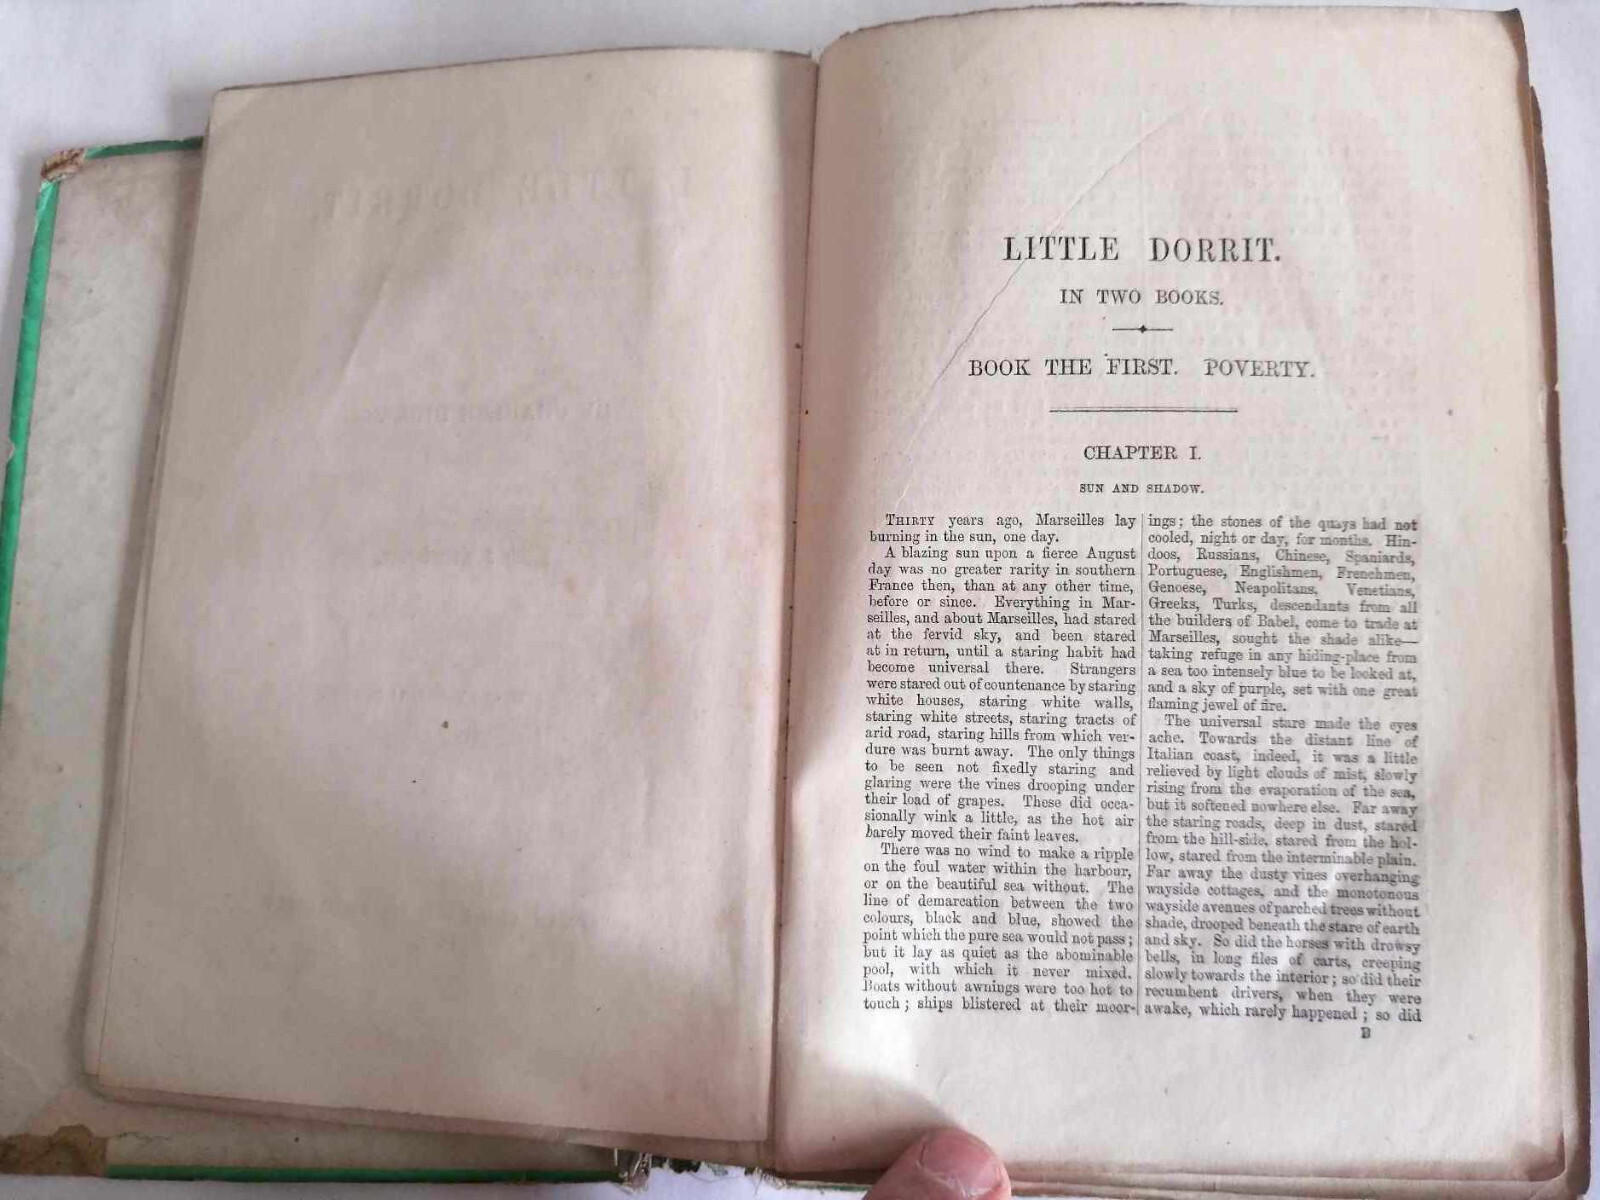 LITTLE DORRIT.
IN TWO BOOKS.
BOOK THE FIRST. POVERTY.
CHAPTER I.
SUN AND SHADOW.
THIRTY years ago, Marseilles lay
burning in the sun, one day.
A blazing sun upon a fierce August
day was no greater rarity in southern
France then, than at any other time,
before or since. Everything in Mar-
seilles, and about Marseilles, had stared
at the fervid sky, and been stared
at in return, until a staring habit had
become universal there. Strangers
were stared out of countenance by staring
white houses, staring white walls,
staring white streets, staring tracts of
arid road, staring hills from which ver-
dure was burnt away. The only things
to be seen not fixedly staring and
glaring were the vines drooping under
their load of grapes. These did occa-
sionally wink a little, as the hot air
barely moved their faint leaves.
There was no wind to make a ripple
on the foul water within the harbour,
or on the beautiful sea without. The
line of demarcation between the two
colours, black and blue, showed the
point which the pure sea would not pass;
but it lay as quiet as the abominable
pool, with which it never mixed.
Boats without awnings were too hot to
touch; ships blistered at their moor-
ings; the stones of the quays had not
cooled, night or day, for months. Hin-
doos, Russians, Chinese, Spaniards,
Portuguese, Englishmen, Frenchmen,
Genoese, Neapolitans, Venetians,
Greeks, Turks, descendants from all
the builders of Babel, come to trade at
Marseilles, sought the shade alike—
taking refuge in any hiding-place from
a sea too intensely blue to be looked at,
and a sky of purple, set with one great
flaming jewel of fire.
The universal stare made the eyes
ache. Towards the distant line of
Italian coast, indeed, it was a little
relieved by light clouds of mist, slowly
rising from the evaporation of the sea,
but it softened nowhere else. Far away
the staring roads, deep in dust, stared
from the hill-side, stared from the hol-
low, stared from the interminable plain.
Far away the dusty vines overhanging
wayside cottages, and the monotonous
wayside avenues of parched trees without
shade, drooped beneath the stare of earth
and sky. So did the horses with drowsy
bells, in long files of carts, creeping
slowly towards the interior; so did their
recumbent drivers, when they were
awake, which rarely happened; so did
B